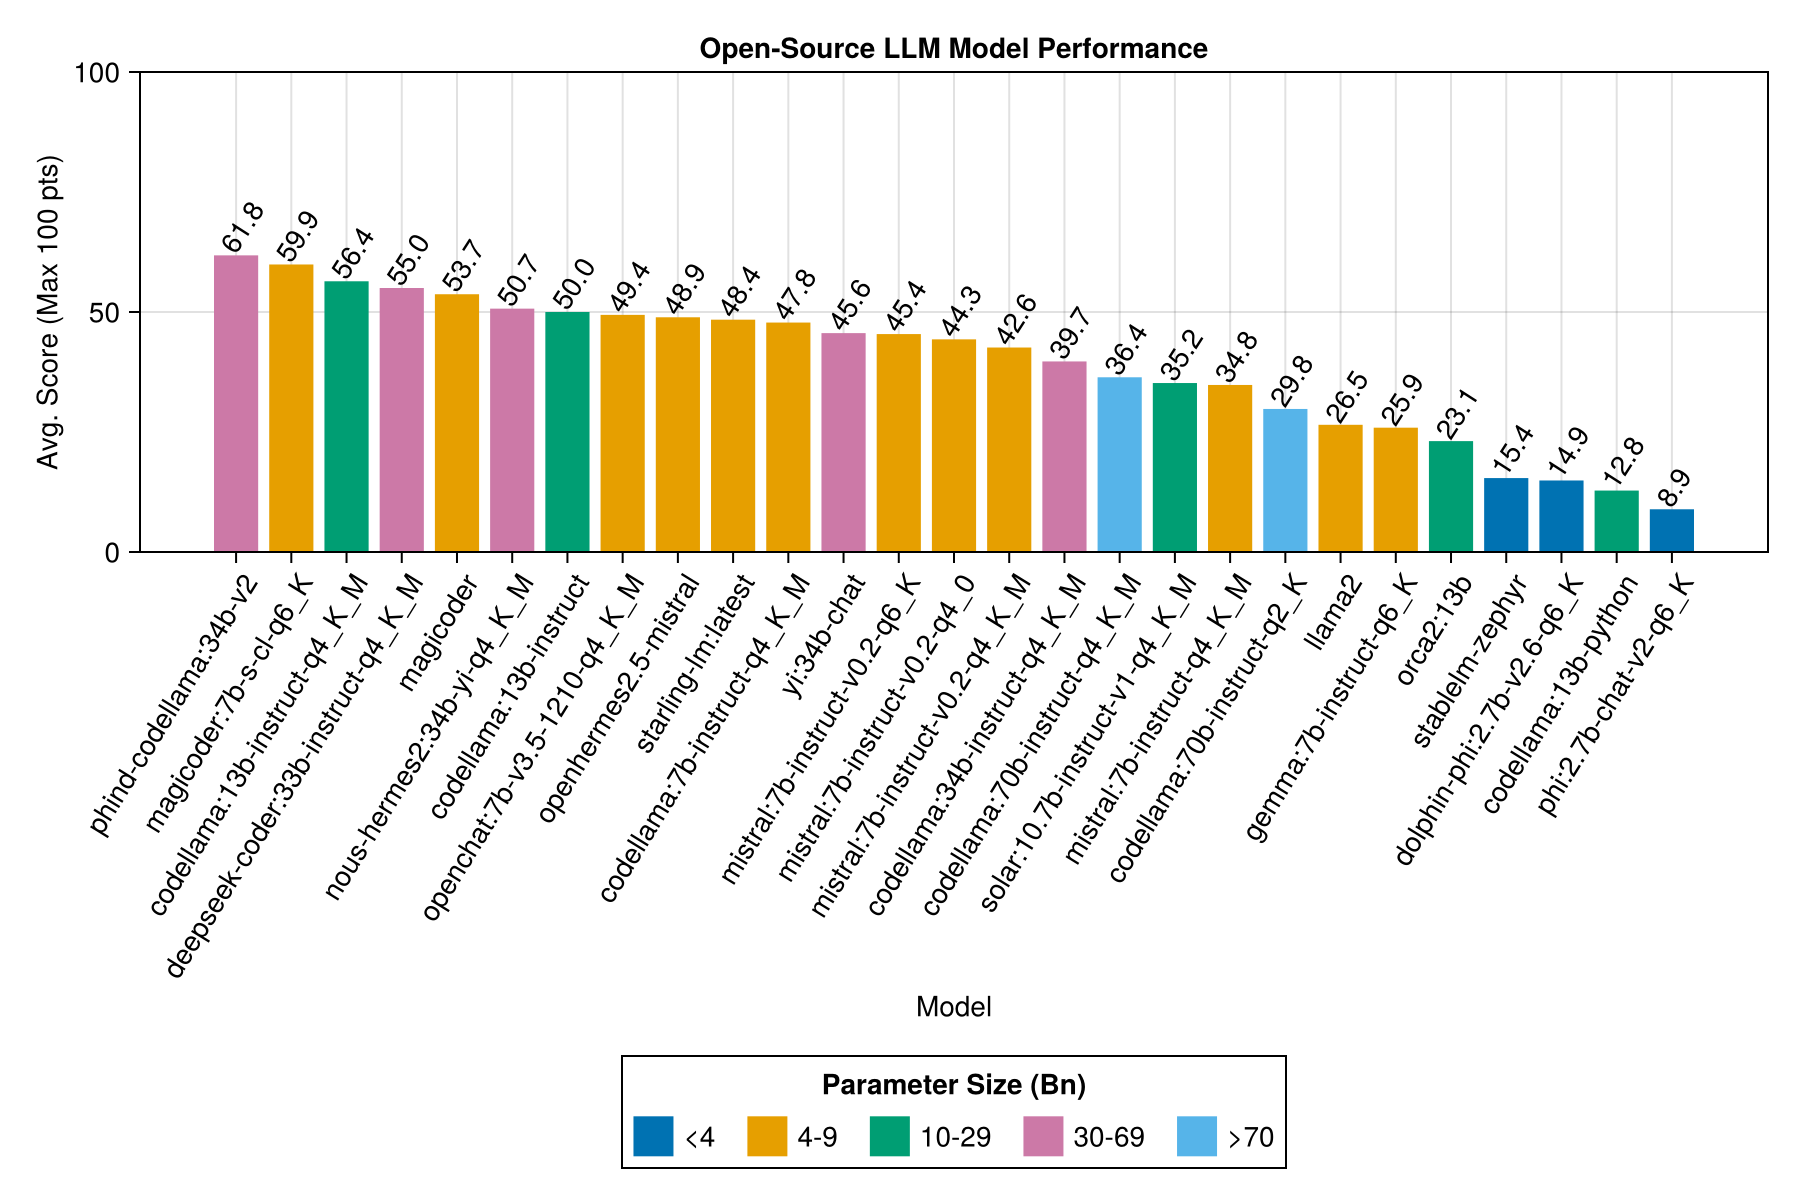 Open-Source LLM Model Performance
Avg. Score (Max 100 pts)
100
50
0
61.8
59.9
56.4
55.0
53.7
50.7
50.0
49.4
48.9
48.4
47.8
45.6
45.4
44.3
42.6
39.7
36.4
35.2
34.8
29.8
26.5
25.9
23.1
15.4
14.9
12.8
8.9
phind-codellama:34b-v2
magicoder:7b-s-cl-q6_K
codellama:13b-instruct-q4_K_M
deepseek-coder:33b-instruct-q4_K_M
magicoder
nous-hermes2:34b-yi-q4_K_M
codellama:13b-instruct
openchat:7b-v3.5-1210-q4_K_M
openhermes2.5-mistral
starling-lm:latest
codellama:7b-instruct-q4_K_M
yi:34b-chat
mistral:7b-instruct-v0.2-q6_K
mistral:7b-instruct-v0.2-q4_0
mistral:7b-instruct-v0.2-q4_K_M
codellama:34b-instruct-q4_K_M
codellama:70b-instruct-q4_K_M
solar:10.7b-instruct-v1-q4_K_M
mistral:7b-instruct-q4_K_M
codellama:70b-instruct-q2_K
llama2
gemma:7b-instruct-q6_K
orca2:13b
stablelm-zephyr
dolphin-phi:2.7b-v2.6-q6_K
codellama:13b-python
phi:2.7b-chat-v2-q6_K
Model
Parameter Size (Bn)
<4
4-9
10-29
30-69
>70